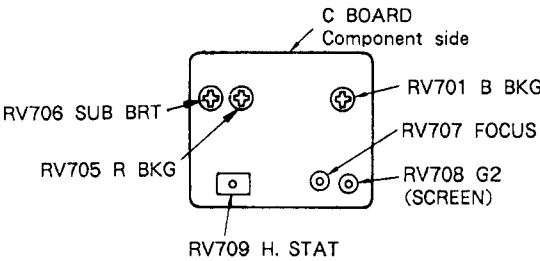 C BOARD
Component side
RV706 SUB BRT
RV701 B BKG
RV705 R BKG
RV707 FOCUS
RV708 G2
(SCREEN)
RV709 H. STAT